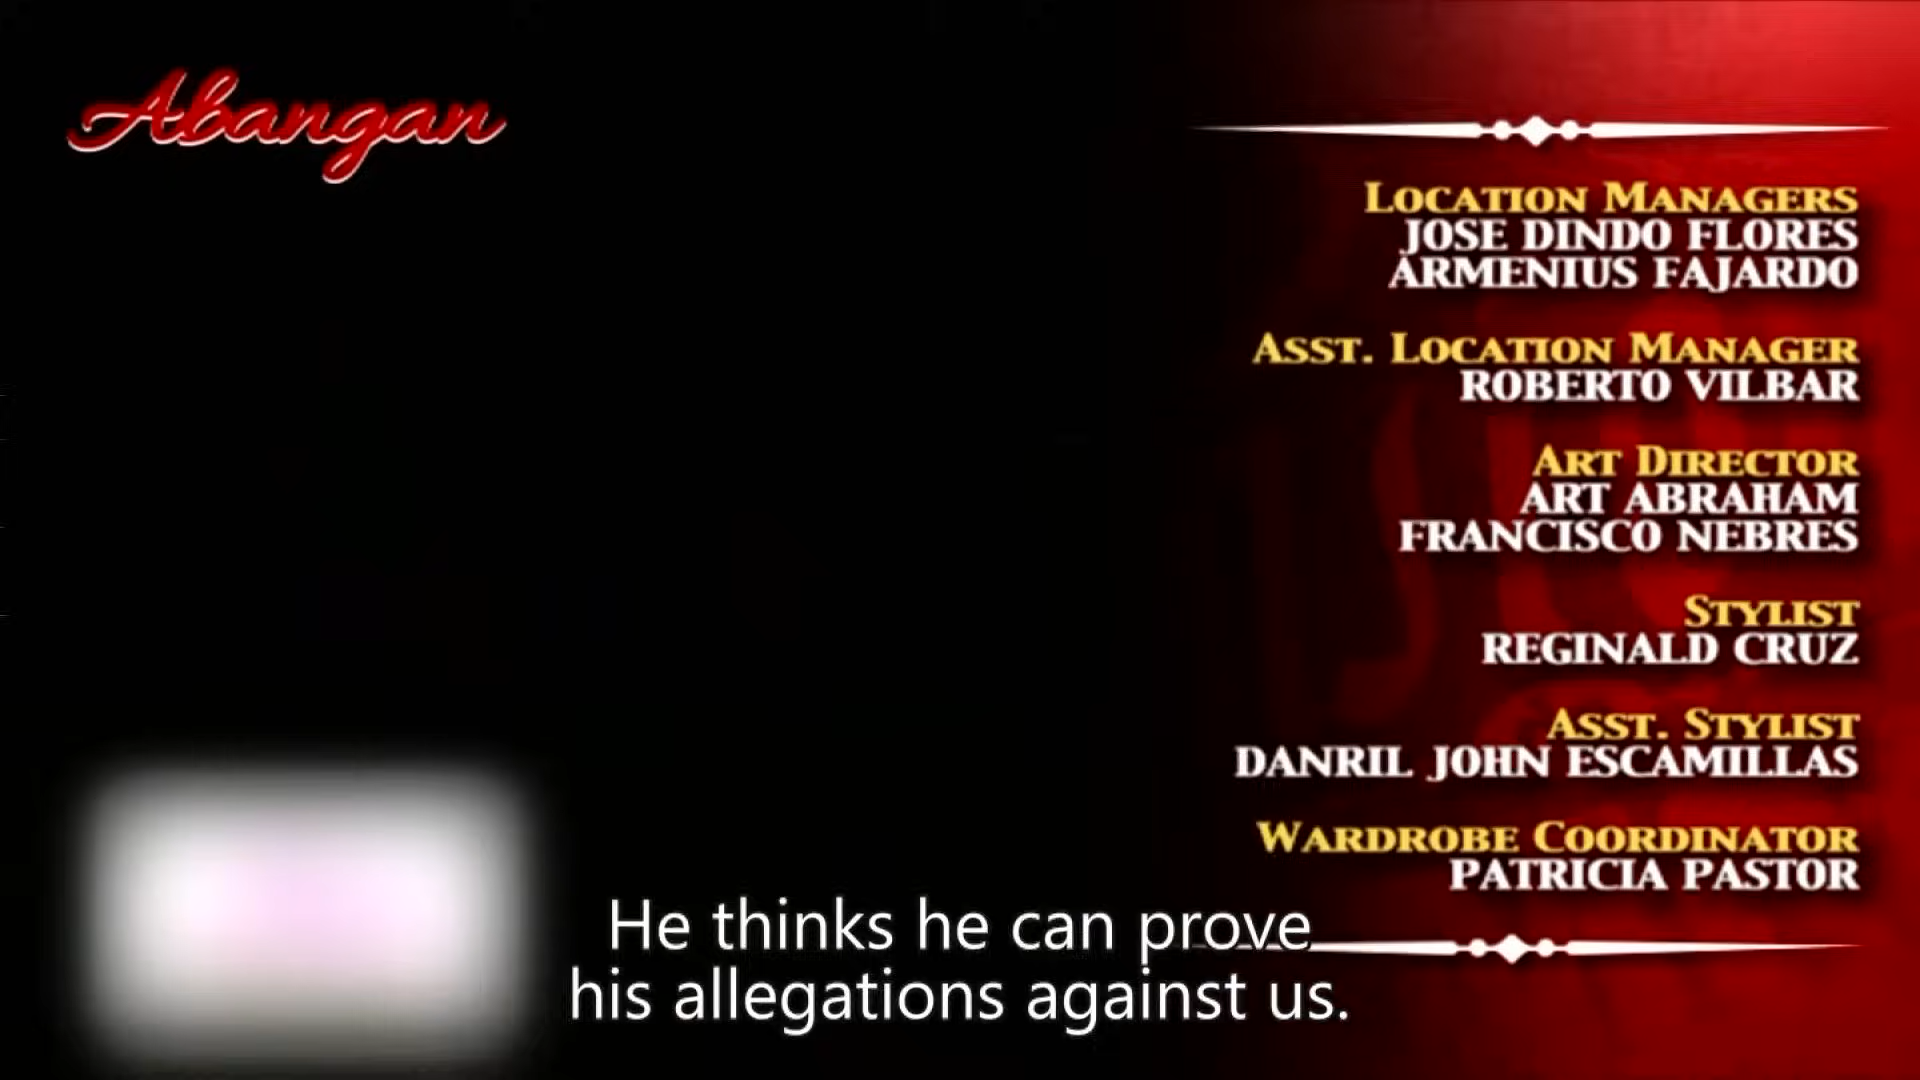 Abangan
LOCATION MANAGERS
JOSE DINDO FLORES
ARMENIUS FAJARDO
ASST. LOCATION MANAGER
ROBERTO VILBAR
ART DIRECTOR
ART ABRAHAM
FRANCISCO NEBRES
STYLIST
REGINALD CRUZ
ASST. STYLIST
DANRIL JOHN ESCAMILLAS
WARDROBE COORDINATOR
PATRICIA PASTOR
He thinks he can prove
his allegations against us.